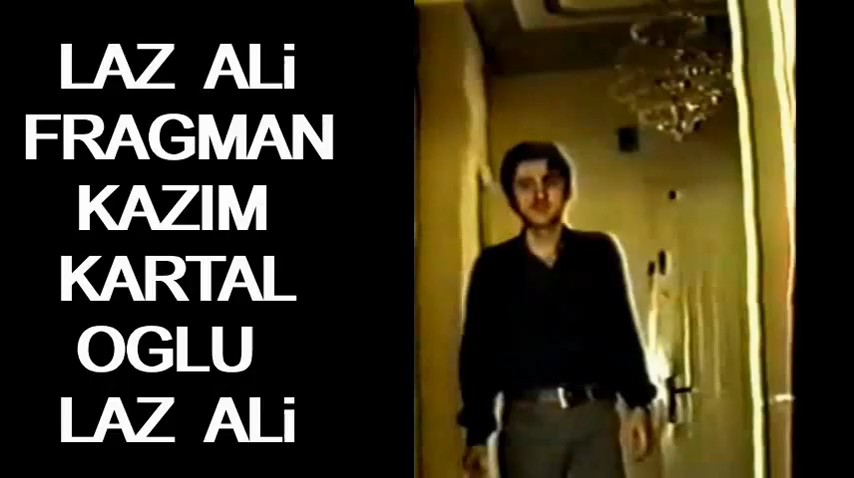 LAZ ALi
FRAGMAN
KAZIM
KARTAL
OGLU
LAZ ALi